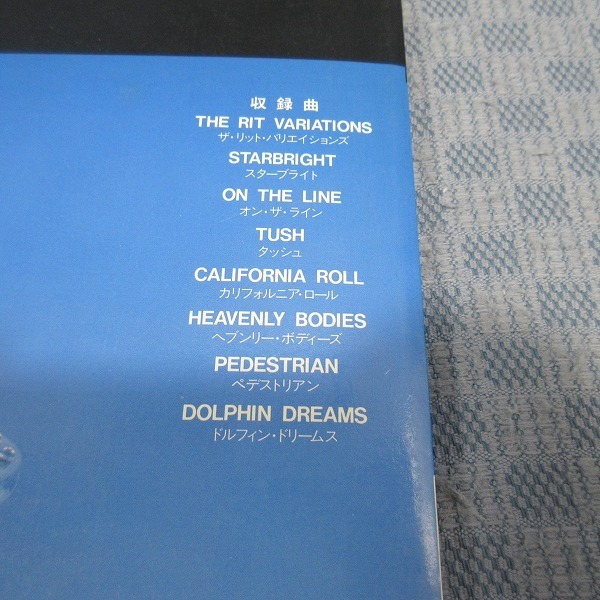 収録曲
THE RIT VARIATIONS
ザ・リット・バリエイションズ
STARBRIGHT
スターブライト
ON THE LINE
オン・ザ・ライン
TUSH
タッシュ
CALIFORNIA ROLL
カリフォルニア・ロール
HEAVENLY BODIES
ヘブンリー・ボディーズ
PEDESTRIAN
ペデストリアン
DOLPHIN DREAMS
ドルフィン・ドリームス